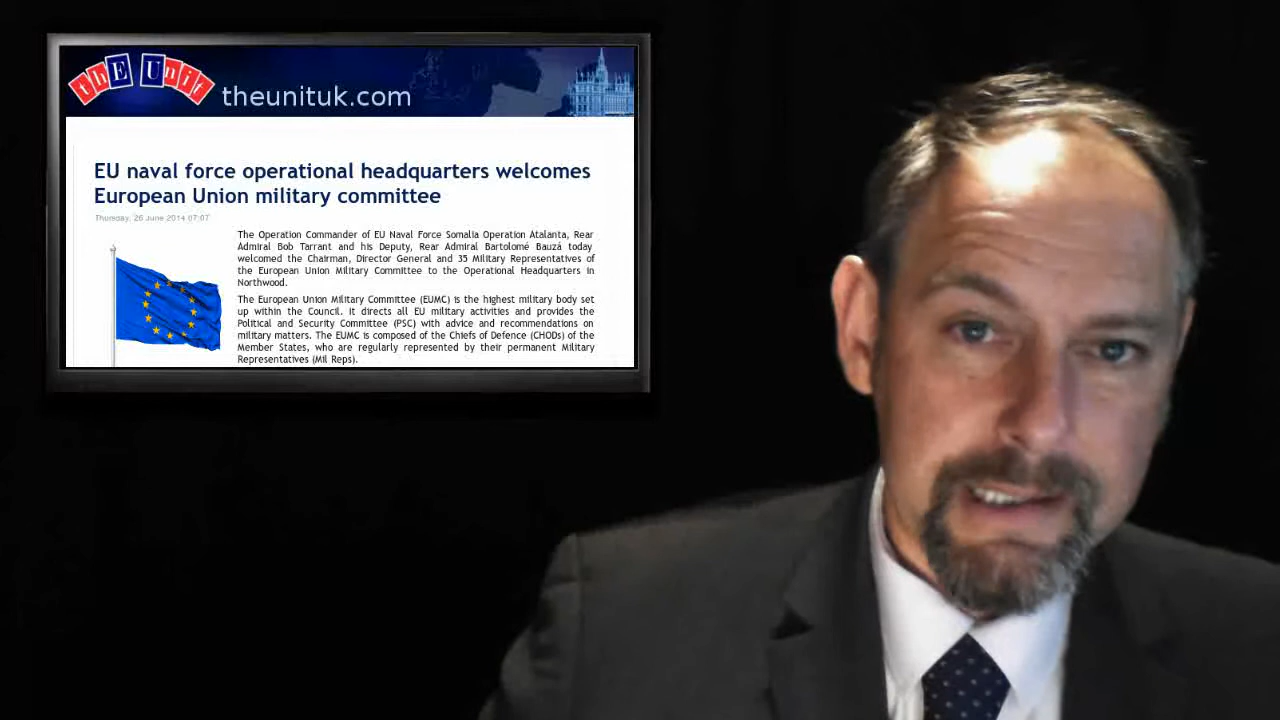 thE Unit
theunituk.com
EU naval force operational headquarters welcomes
European Union military committee
Thursday, 26 June 2014 07:07
The Operation Commander of EU Naval Force Somalia Operation Atalanta, Rear
Admiral Bob Tarrant and his Deputy, Rear Admiral Bartolomé Bauzá today
welcomed the Chairman, Director General and 35 Military Representatives of
the European Union Military Committee to the Operational Headquarters in
Northwood.
The European Union Military Committee (EUMC) is the highest military body set
up within the Council. It directs all EU military activities and provides the
Political and Security Committee (PSC) with advice and recommendations on
military matters. The EUMC is composed of the Chiefs of Defence (CHODs) of the
Member States, who are regularly represented by their permanent Military
Representatives (Mil Reps).